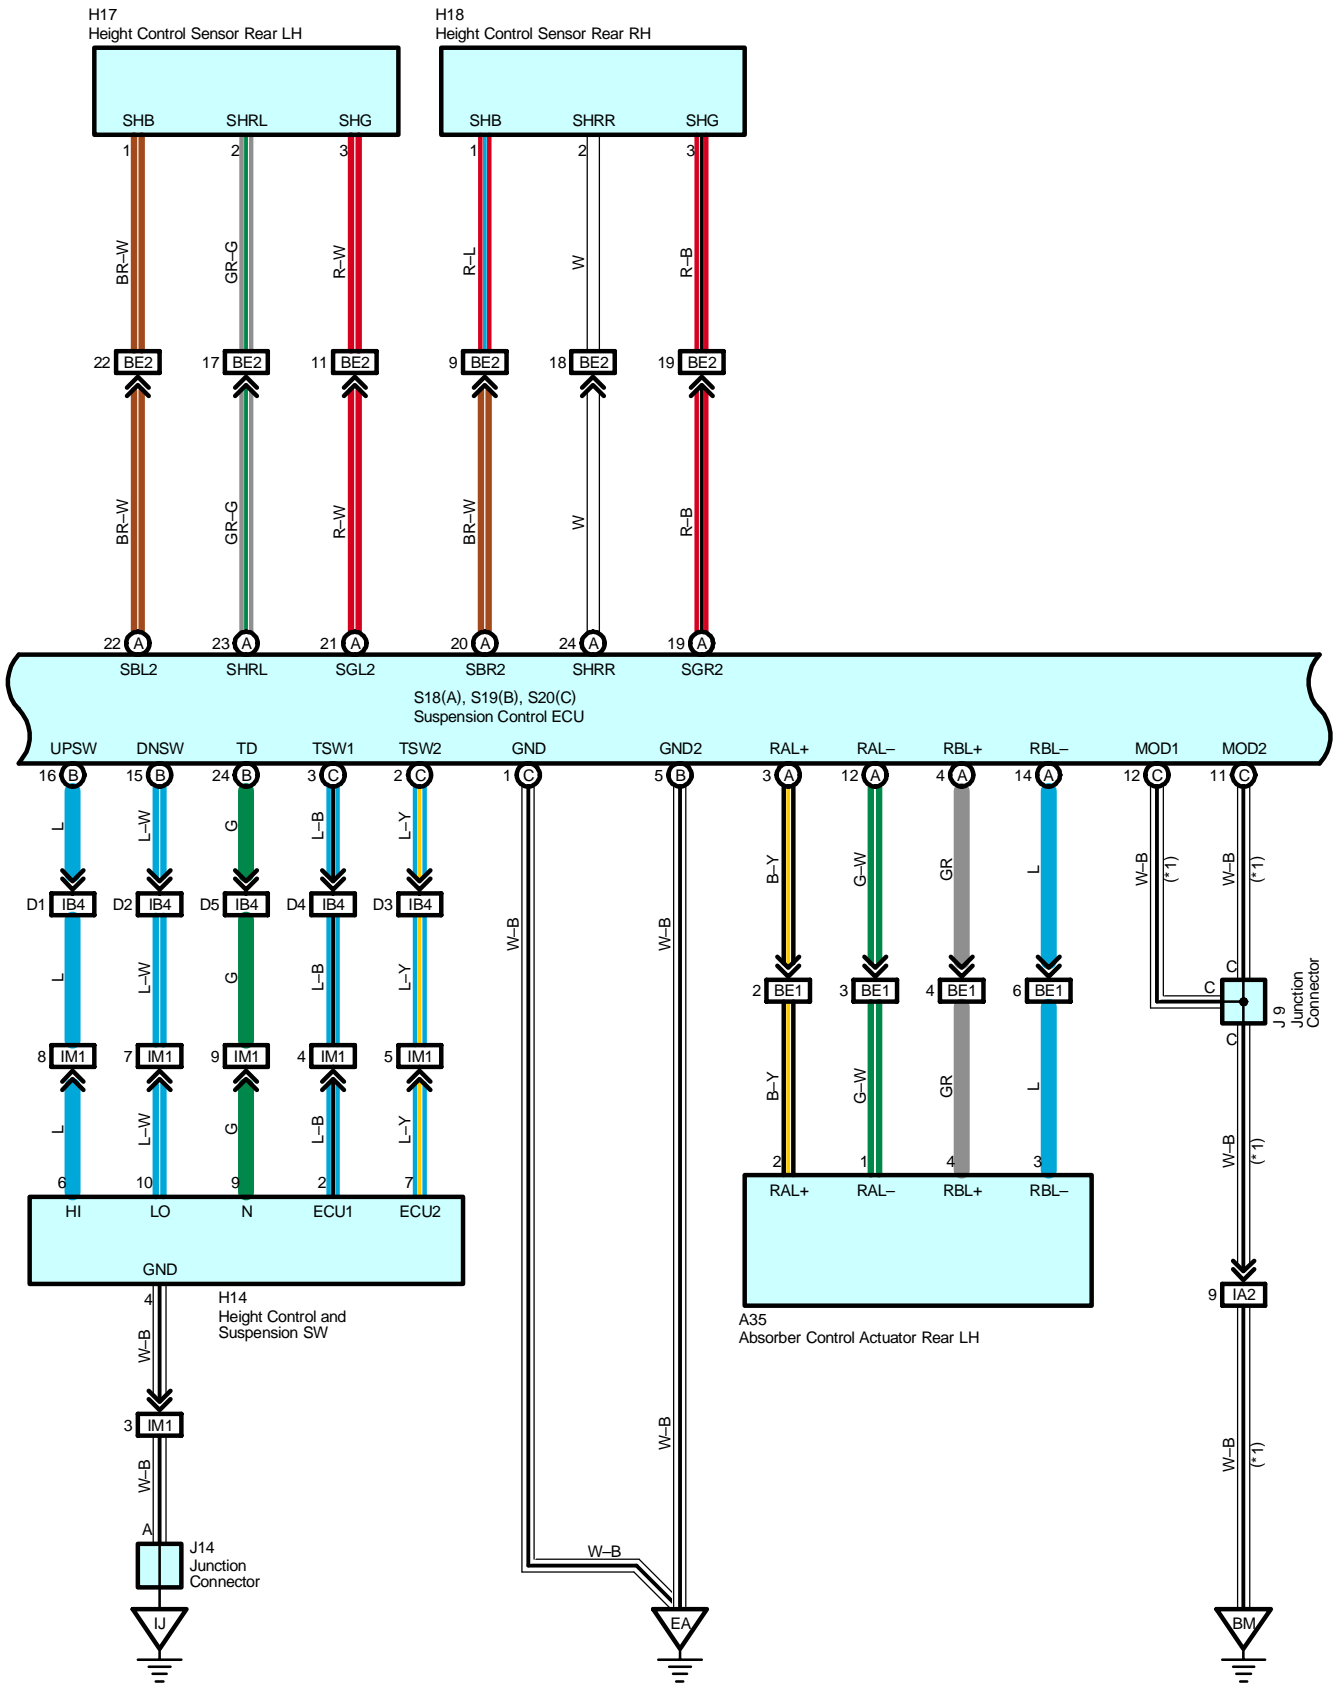 H17
Height Control Sensor Rear LH
H18
Height Control Sensor Rear RH
SHB SHRL SHG
SHB SHRR SHG
1 2 3
1 2 3
BR–W GR–G R–W R–L W R–B
22 BE2 17 BE2 11 BE2 9 BE2 18 BE2 19 BE2
BR–W GR–G R–W BR–W W R–B
22 A 23 A 21 A 20 A 24 A 19 A
SBL2 SHRL SGL2 SBR2 SHRR SGR2
S18(A), S19(B), S20(C)
Suspension Control ECU
UPSW DNSW TD TSW1 TSW2 GND GND2 RAL+ RAL– RBL+ RBL– MOD1 MOD2
16 B 15 B 24 B 3 C 2 C 1 C 5 B 3 A 12 A 4 A 14 A 12 C 11 C
L L–W G L–B L–Y B–Y G–W GR L W–B (*1) W–B (*1)
D1 IB4 D2 IB4 D5 IB4 D4 IB4 D3 IB4
W–B W–B
L L–W G L–B L–Y
2 BE1 3 BE1 4 BE1 6 BE1
C
C
C
J 9
Junction
Connector
8 IM1 7 IM1 9 IM1 4 IM1 5 IM1
L L–W G L–B L–Y B–Y G–W GR L W–B (*1)
6 10 9 2 7
2 1 4 3
HI LO N ECU1 ECU2
RAL+ RAL– RBL+ RBL–
GND
4
H14
Height Control and
Suspension SW
9 IA2
A35
Absorber Control Actuator Rear LH
W–B
3 IM1
W–B
W–B
W–B (*1)
A
J14
Junction
Connector
W–B
IJ EA BM